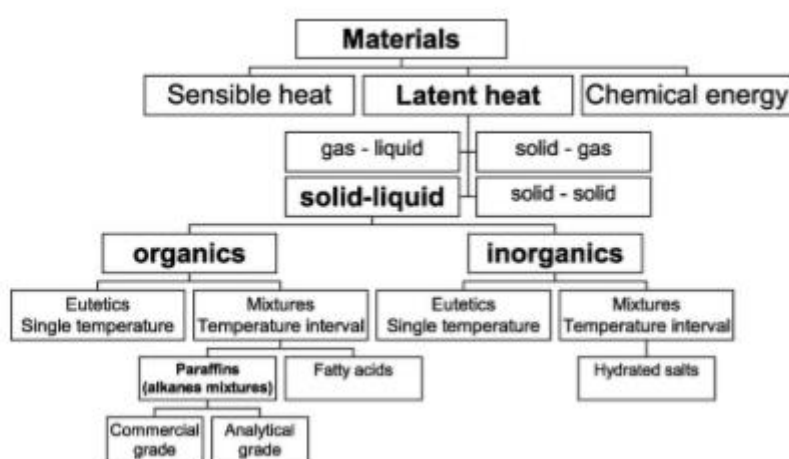 Materials
Sensible heat
Latent heat
Chemical energy
gas - liquid
solid - gas
solid-liquid
solid - solid
organics
inorganics
Eutetics
Single temperature
Mixtures
Temperature interval
Eutetics
Single temperature
Mixtures
Temperature interval
Paraffins
(alkanes mixtures)
Fatty acids
Hydrated salts
Commercial
grade
Analytical
grade